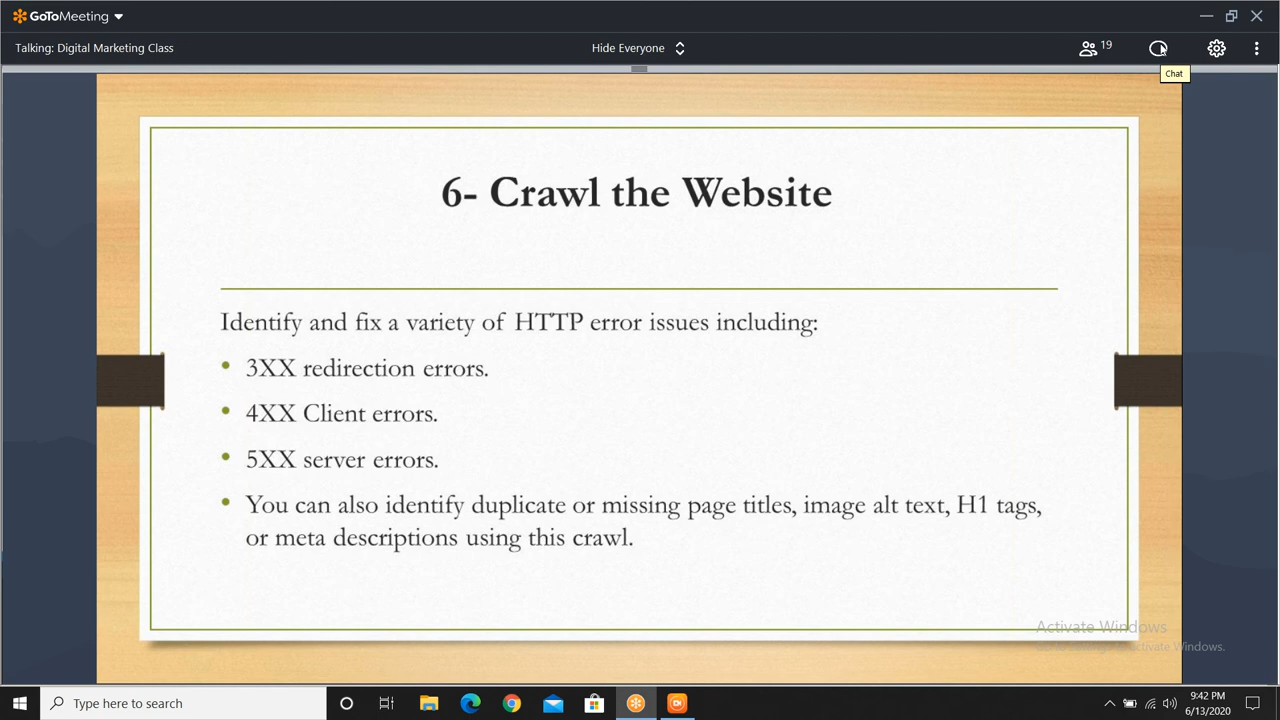 GoToMeeting
Talking: Digital Marketing Class
Hide Everyone
19
Chat
6- Crawl the Website
Identify and fix a variety of HTTP error issues including:
• 3XX redirection errors.
• 4XX Client errors.
• 5XX server errors.
• You can also identify duplicate or missing page titles, image alt text, H1 tags,
or meta descriptions using this crawl.
Activate Windows
Activate Windows.
Type here to search
9:42 PM
6/13/2020